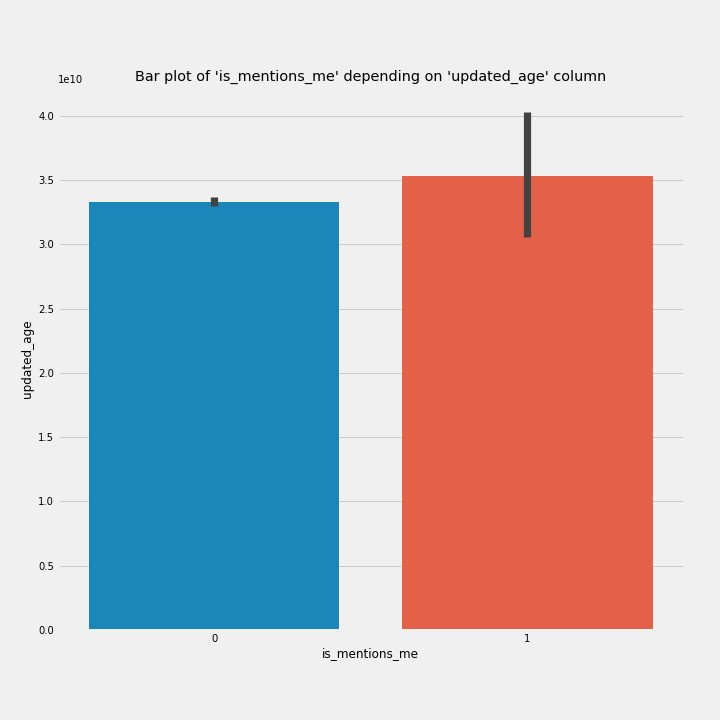 Bar plot of 'is_mentions_me' depending on 'updated_age' column
1e10
4.0
3.5
3.0
2.5
2.0
1.5
1.0
0.5
0.0
updated_age
0 1
is_mentions_me